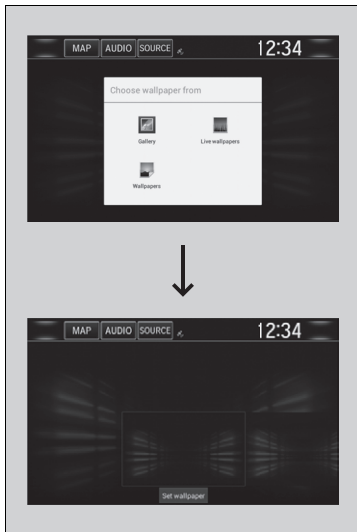 MAP AUDIO SOURCE 12:34
Choose wallpaper from
Gallery Live wallpapers
Wallpapers
MAP AUDIO SOURCE 12:34
Set wallpaper